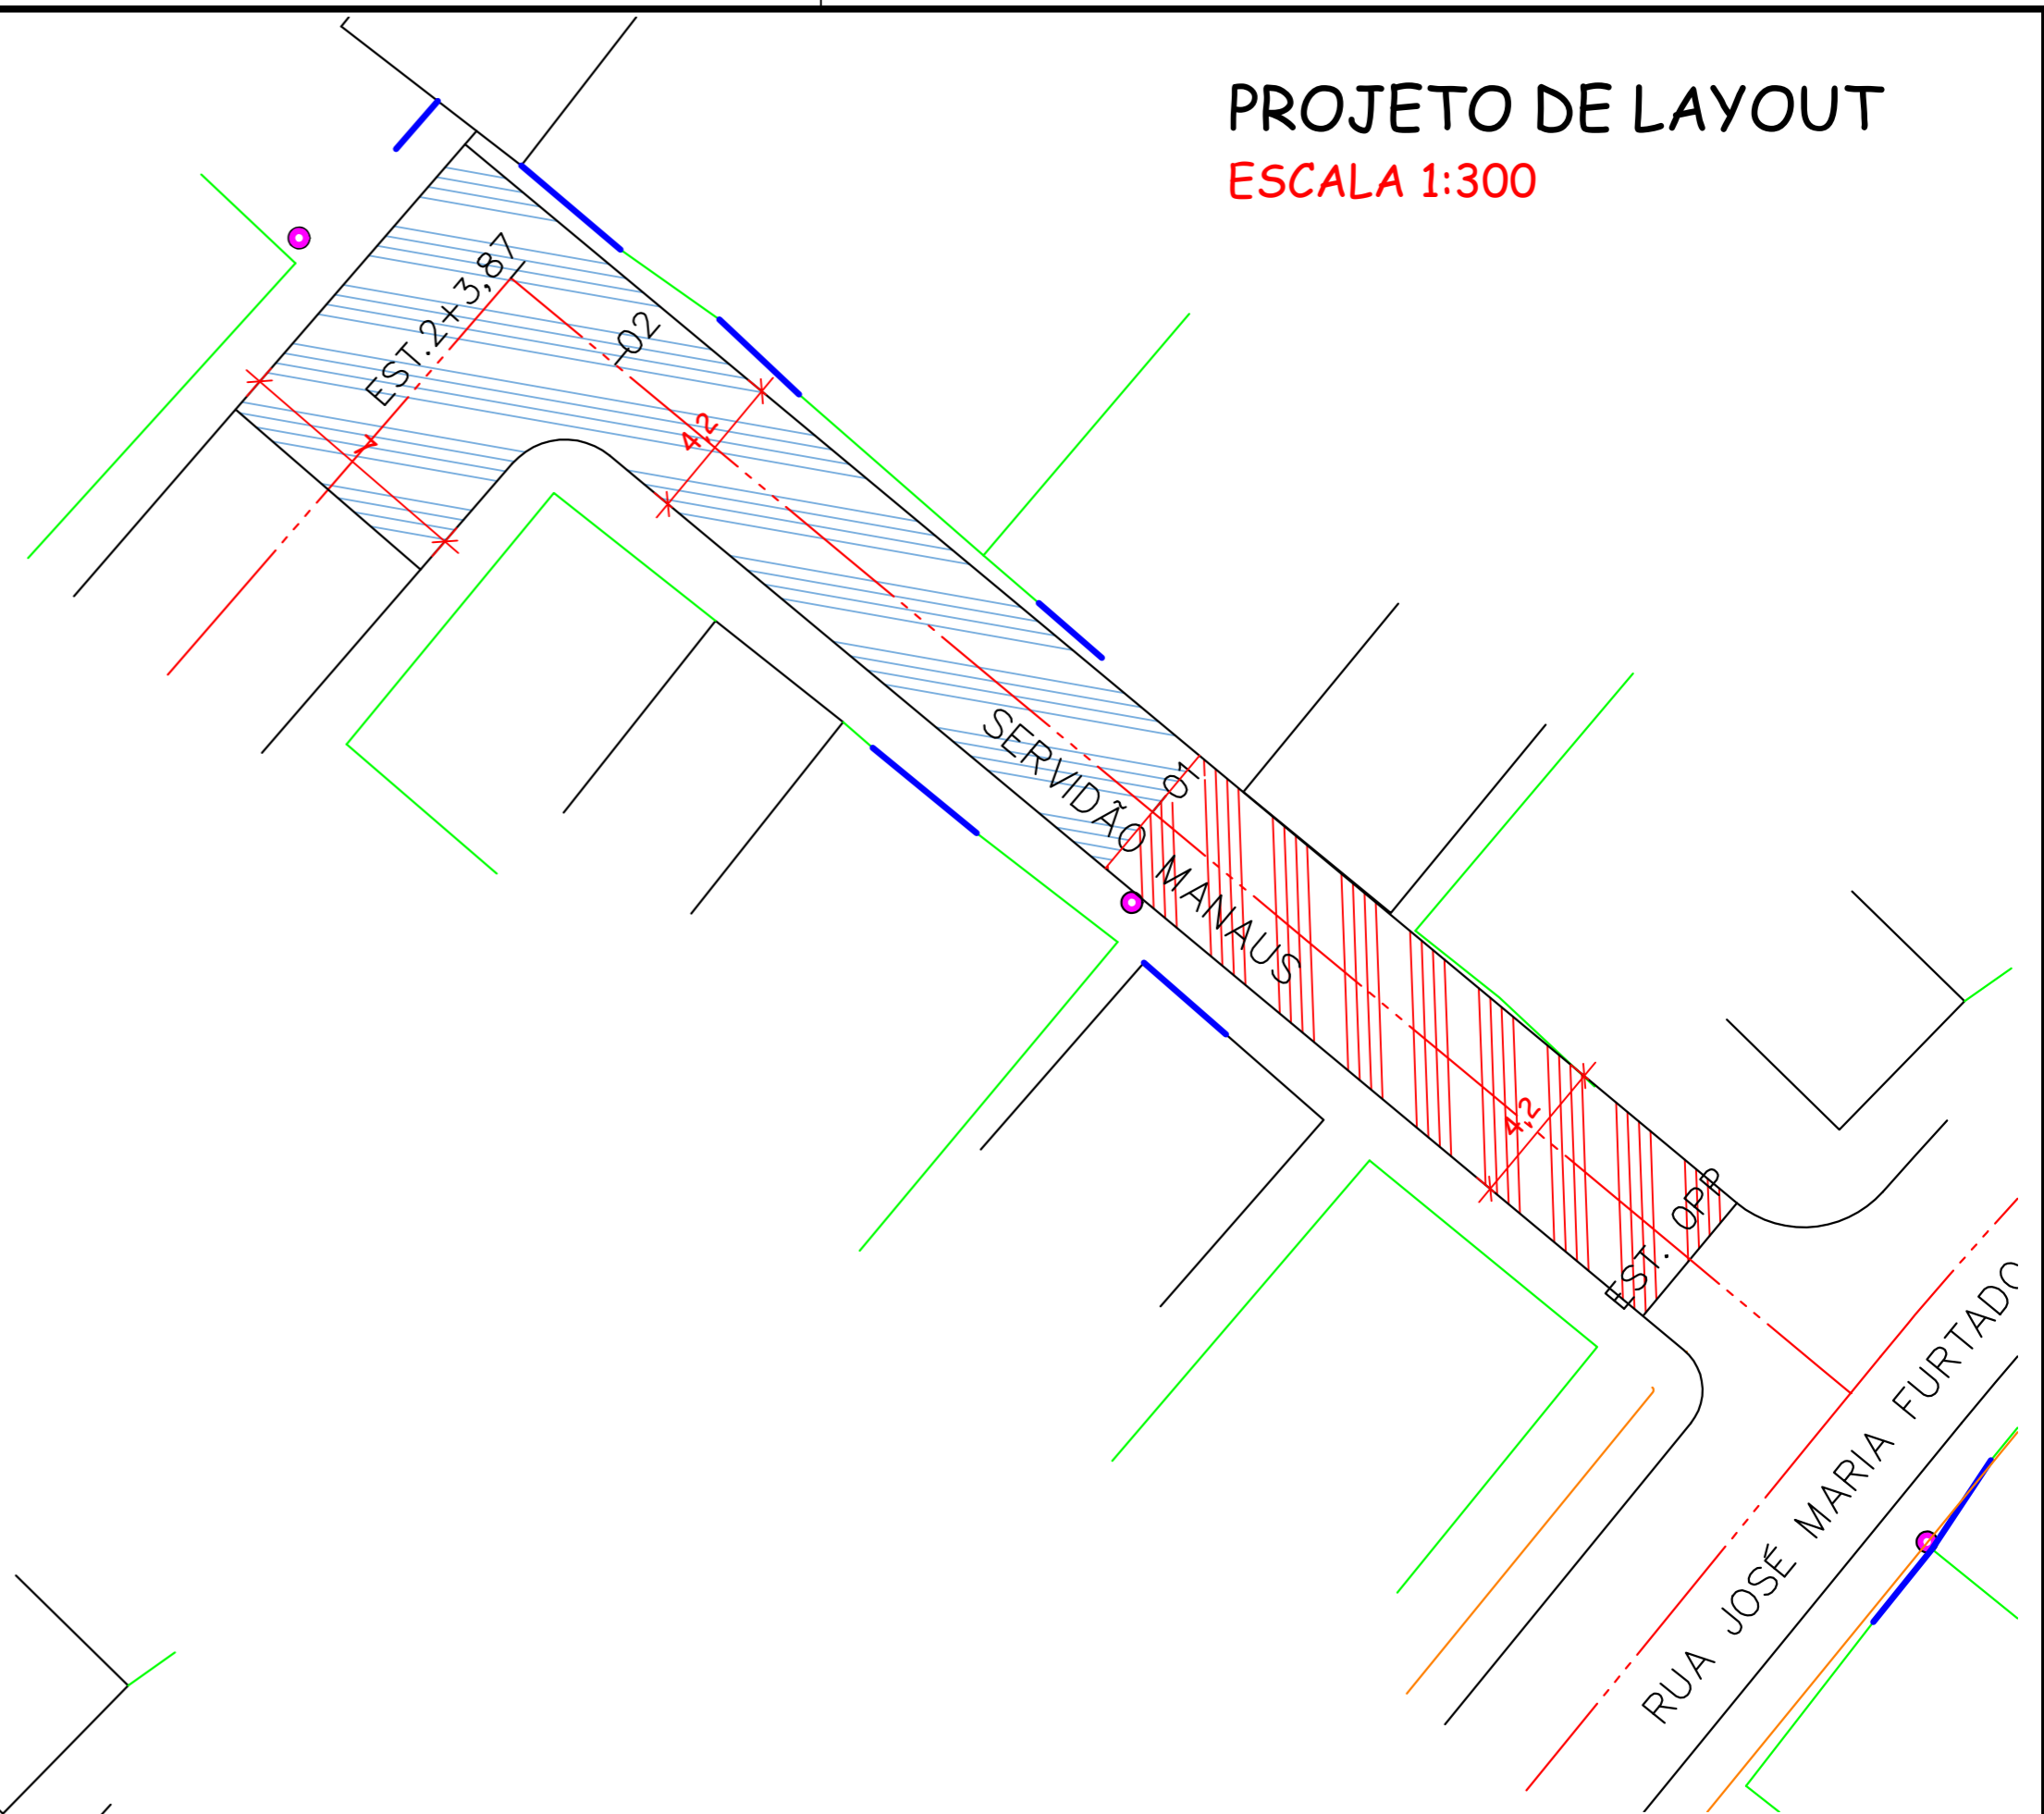 PROJETO DE LAYOUT
ESCALA 1:300
EST.2+3,87
02
4,2
SERVIDÃO MANAUS
01
4,2
EST. OPP
RUA JOSÉ MARIA FURTADO